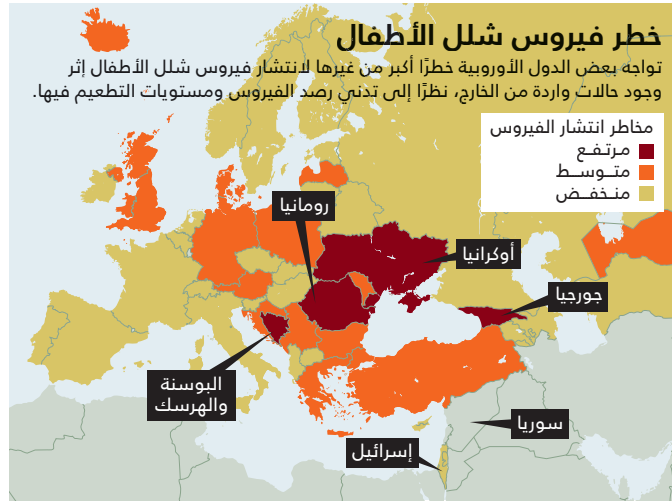 خطر فيروس شلل الأطفال
تواجه بعض الدول الأوروبية خطرًا أكبر من غيرها لانتشار فيروس شلل الأطفال إثر
وجود حالات واردة من الخارج، نظرًا إلى تدني رصد الفيروس ومستويات التطعيم فيها.
مخاطر انتشار الفيروس
مرتفع
متوسط
منخفض
رومانيا
أوكرانيا
جورجيا
البوسنة
والهرسك
سوريا
إسرائيل